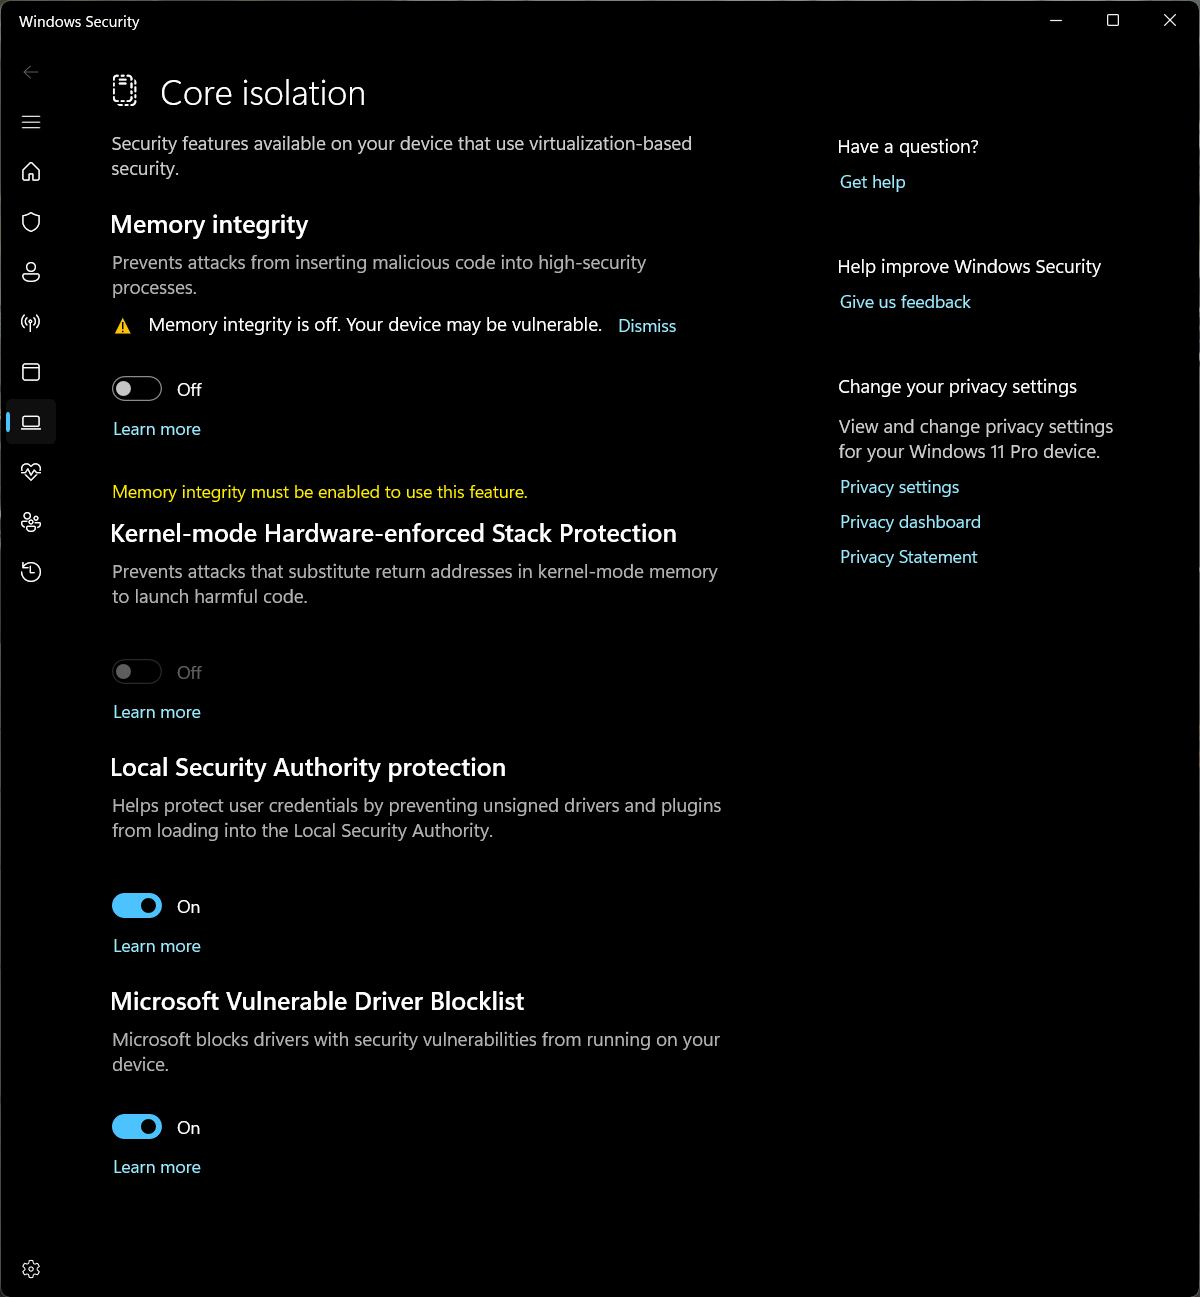 Windows Security
Core isolation
Security features available on your device that use virtualization-based
security.
Memory integrity
Prevents attacks from inserting malicious code into high-security
processes.
Memory integrity is off. Your device may be vulnerable. Dismiss
Off
Learn more
Memory integrity must be enabled to use this feature.
Kernel-mode Hardware-enforced Stack Protection
Prevents attacks that substitute return addresses in kernel-mode memory
to launch harmful code.
Off
Learn more
Local Security Authority protection
Helps protect user credentials by preventing unsigned drivers and plugins
from loading into the Local Security Authority.
On
Learn more
Microsoft Vulnerable Driver Blocklist
Microsoft blocks drivers with security vulnerabilities from running on your
device.
On
Learn more
Have a question?
Get help
Help improve Windows Security
Give us feedback
Change your privacy settings
View and change privacy settings
for your Windows 11 Pro device.
Privacy settings
Privacy dashboard
Privacy Statement